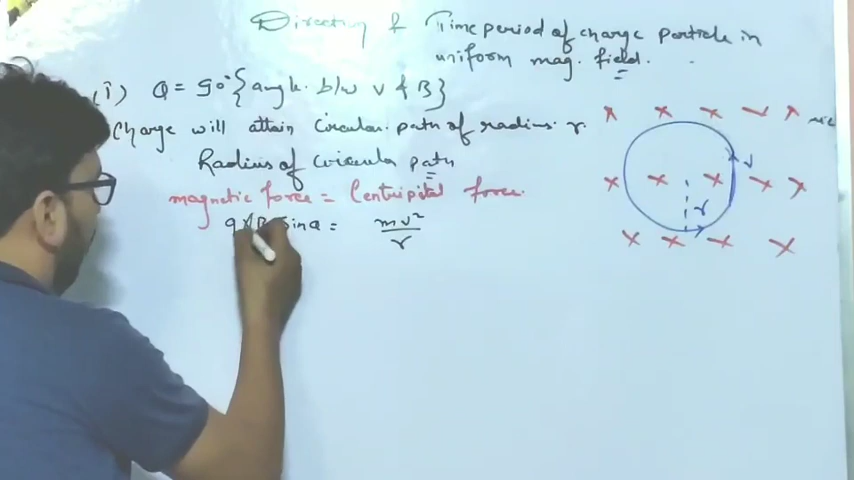 Direction & Time period of charge particle in
uniform mag. field.
(i) Q = 90° {angle. b/w v & B}
Charge will attain Circular path of radius r.
Radius of circular path
magnetic force = Centripetal force.
sinθ = mv²/r
v
r